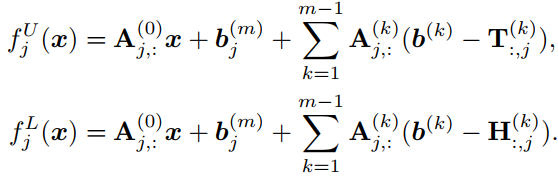 $f_j^U(\boldsymbol{x}) = \mathbf{A}_{j,:}^{(0)}\boldsymbol{x} + \boldsymbol{b}_j^{(m)} + \sum_{k=1}^{m-1} \mathbf{A}_{j,:}^{(k)}(\boldsymbol{b}^{(k)} - \mathbf{T}_{:,j}^{(k)}),$
$f_j^L(\boldsymbol{x}) = \mathbf{A}_{j,:}^{(0)}\boldsymbol{x} + \boldsymbol{b}_j^{(m)} + \sum_{k=1}^{m-1} \mathbf{A}_{j,:}^{(k)}(\boldsymbol{b}^{(k)} - \mathbf{H}_{:,j}^{(k)}).$